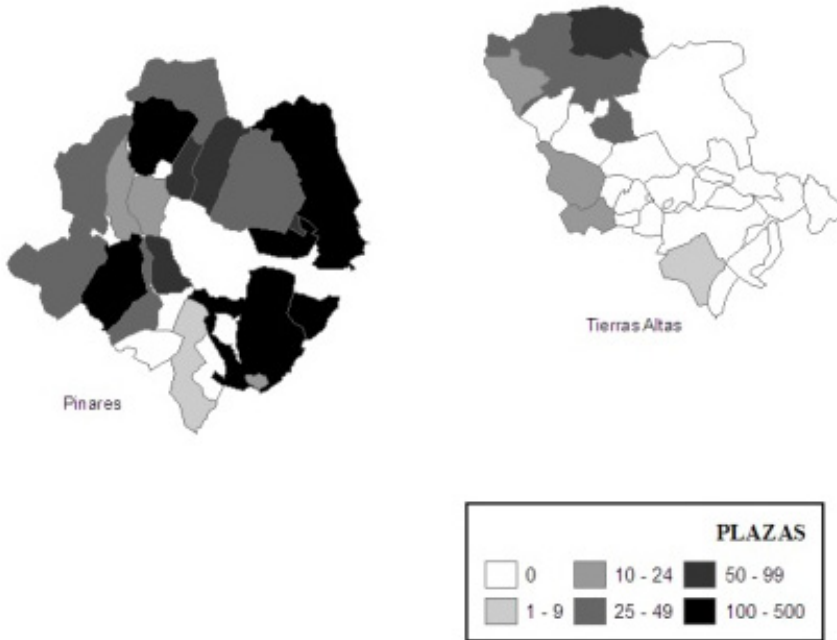 Tierras Altas
Pinares
PLAZAS
0
10 - 24
50 - 99
1 - 9
25 - 49
100 - 500